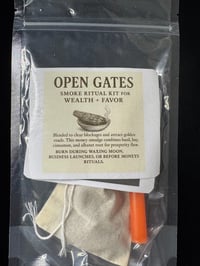 OPEN GATES
SMOKE RITUAL KIT FOR
WEALTH + FAVOR
Blended to clear blockages and attract golden
roads. This money smudge combines basil, bay,
cinnamon, and allspice root for prosperity flow.
BURN DURING WAXING MOON,
BUSINESS LAUNCHES, OR BEFORE MONEY
RITUALS.